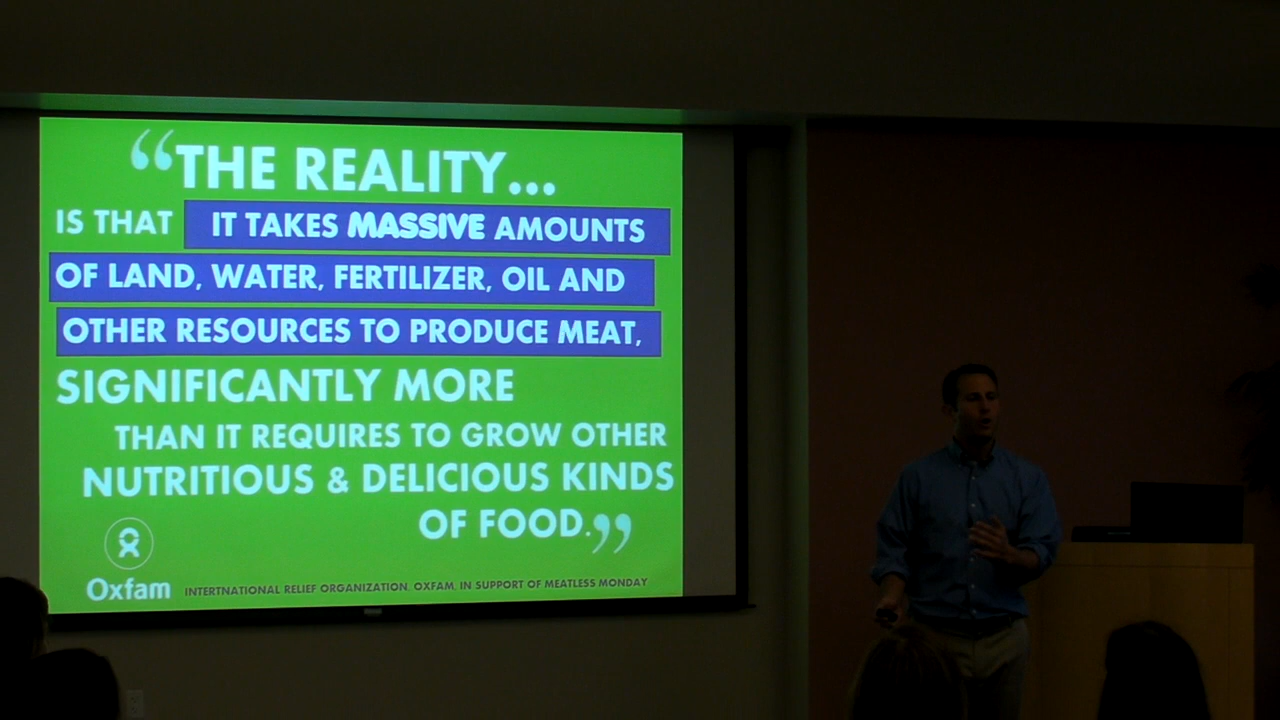 “THE REALITY...
IS THAT IT TAKES MASSIVE AMOUNTS
OF LAND, WATER, FERTILIZER, OIL AND
OTHER RESOURCES TO PRODUCE MEAT,
SIGNIFICANTLY MORE
THAN IT REQUIRES TO GROW OTHER
NUTRITIOUS & DELICIOUS KINDS
OF FOOD.”
Oxfam
INTERTNATIONAL RELIEF ORGANIZATION, OXFAM, IN SUPPORT OF MEATLESS MONDAY